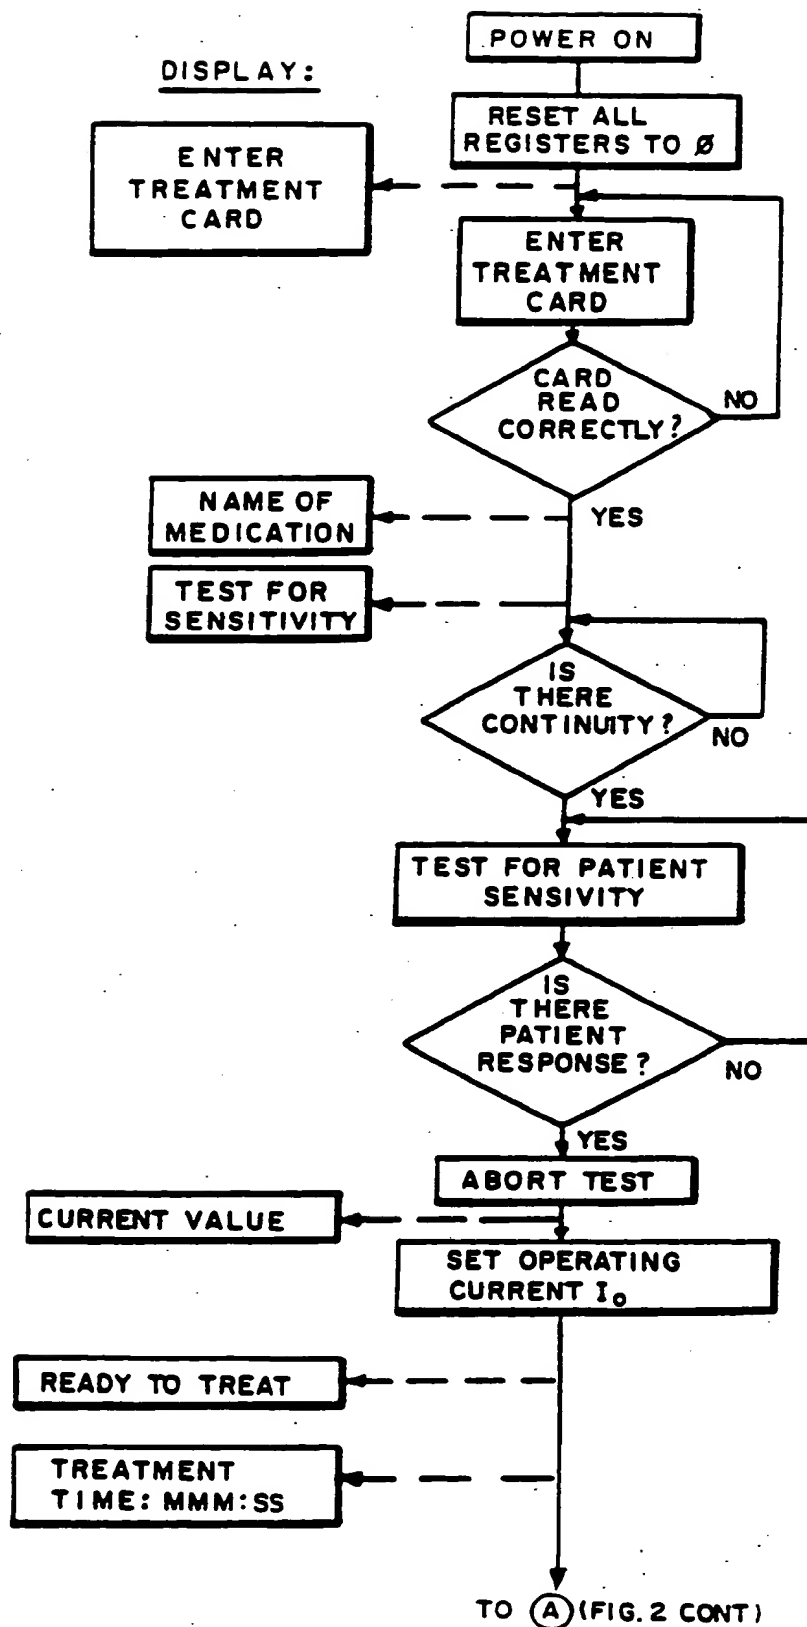 POWER ON
DISPLAY:
RESET ALL
REGISTERS TO Ø
ENTER
TREATMENT
CARD
ENTER
TREATMENT
CARD
CARD
READ
CORRECTLY?
NO
NAME OF
MEDICATION
YES
TEST FOR
SENSITIVITY
IS
THERE
CONTINUITY?
NO
YES
TEST FOR PATIENT
SENSIVITY
IS
THERE
PATIENT
RESPONSE?
NO
YES
ABORT TEST
CURRENT VALUE
SET OPERATING
CURRENT Io
READY TO TREAT
TREATMENT
TIME: MMM:SS
TO A (FIG. 2 CONT)